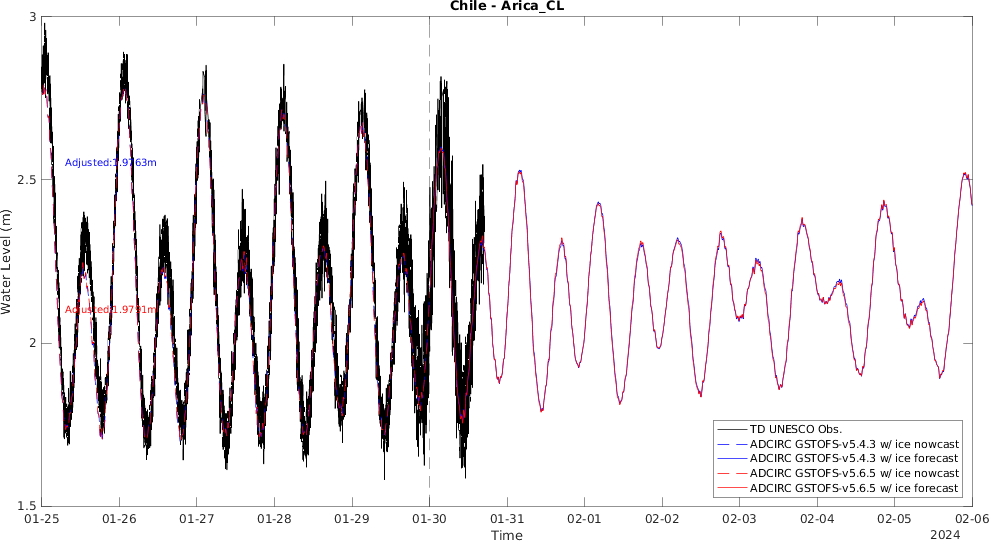 Chile - Arica_CL
3
2.5
2
1.5
Water Level (m)
Adjusted:1.9763m
Adjusted:1.9791m
TD UNESCO Obs.
ADCIRC GSTOFS-v5.4.3 w/ ice nowcast
ADCIRC GSTOFS-v5.4.3 w/ ice forecast
ADCIRC GSTOFS-v5.6.5 w/ ice nowcast
ADCIRC GSTOFS-v5.6.5 w/ ice forecast
01-25 01-26 01-27 01-28 01-29 01-30 01-31 02-01 02-02 02-03 02-04 02-05 02-06
Time
2024